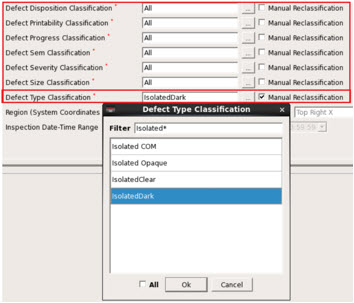 Defect Disposition Classification * All ... Manual Reclassification
Defect Printability Classification * All ... Manual Reclassification
Defect Progress Classification * All ... Manual Reclassification
Defect Sem Classification * All ... Manual Reclassification
Defect Severity Classification * All ... Manual Reclassification
Defect Size Classification * All ... Manual Reclassification
Defect Type Classification * IsolatedDark ... Manual Reclassification
Region (System Coordinates Top Right X
Inspection Date-Time Range
Defect Type Classification
Filter Isolated*
Isolated COM
Isolated Opaque
IsolatedClear
IsolatedDark
All Ok Cancel